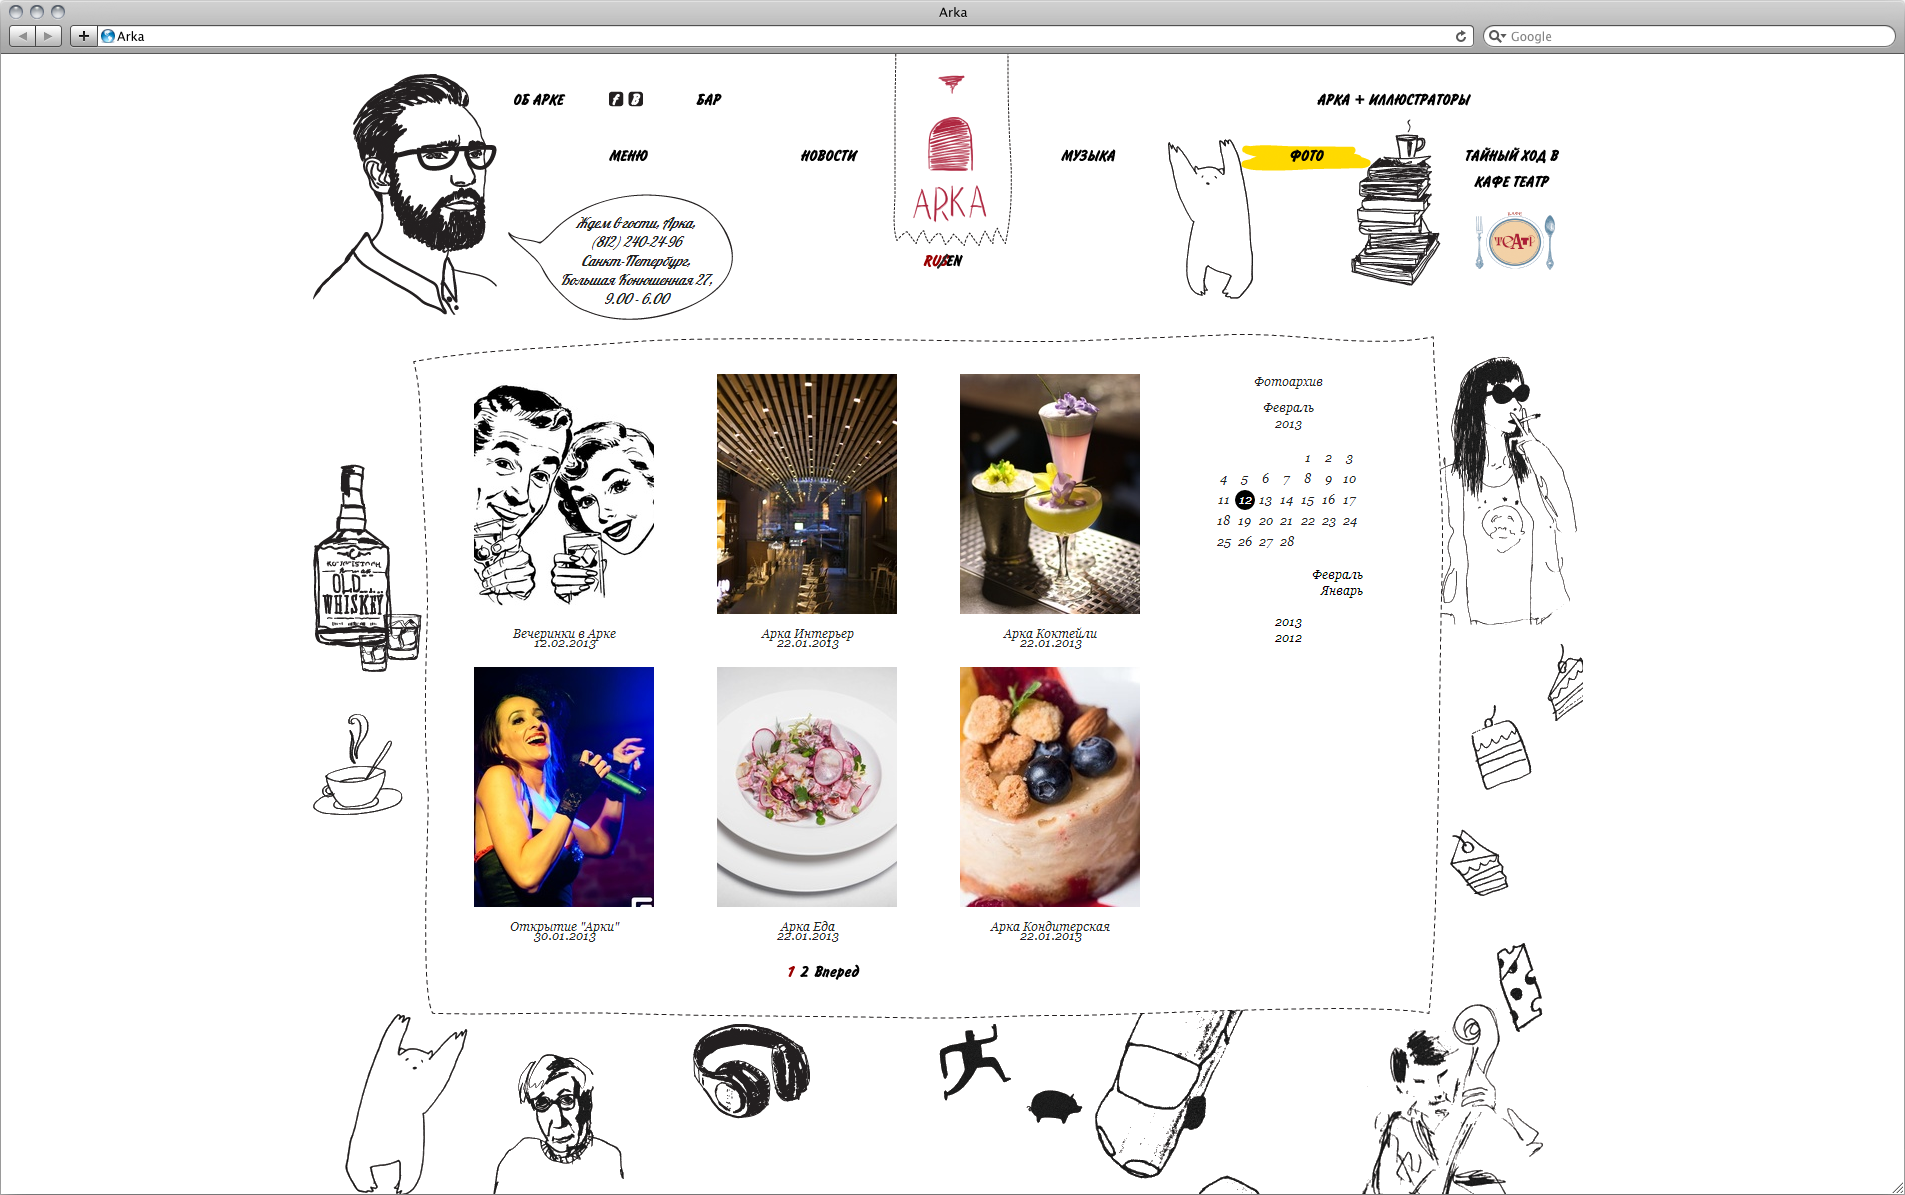 Arka
Arka
Google
ОБ АРКЕ
f
В
БАР
АРКА + ИЛЛЮСТРАТОРЫ
МЕНЮ
НОВОСТИ
МУЗЫКА
ФОТО
ТАЙНЫЙ ХОД В
КАФЕ ТЕАТР
ARKA
RUS
EN
Ждем в гости, Арка,
(812) 240-24-96
Санкт-Петербург,
Большая Конюшенная 27,
9.00 - 6.00
КАФЕ
ТЕАТР
OLD
WHISKEY
Вечеринки в Арке
12.02.2013
Арка Интерьер
22.01.2013
Арка Коктейли
22.01.2013
Открытие "Арки"
30.01.2013
Арка Еда
22.01.2013
Арка Кондитерская
22.01.2013
1 2 Вперед
Фотоархив
Февраль
2013
1 2 3
4 5 6 7 8 9 10
11 12 13 14 15 16 17
18 19 20 21 22 23 24
25 26 27 28
Февраль
Январь
2013
2012